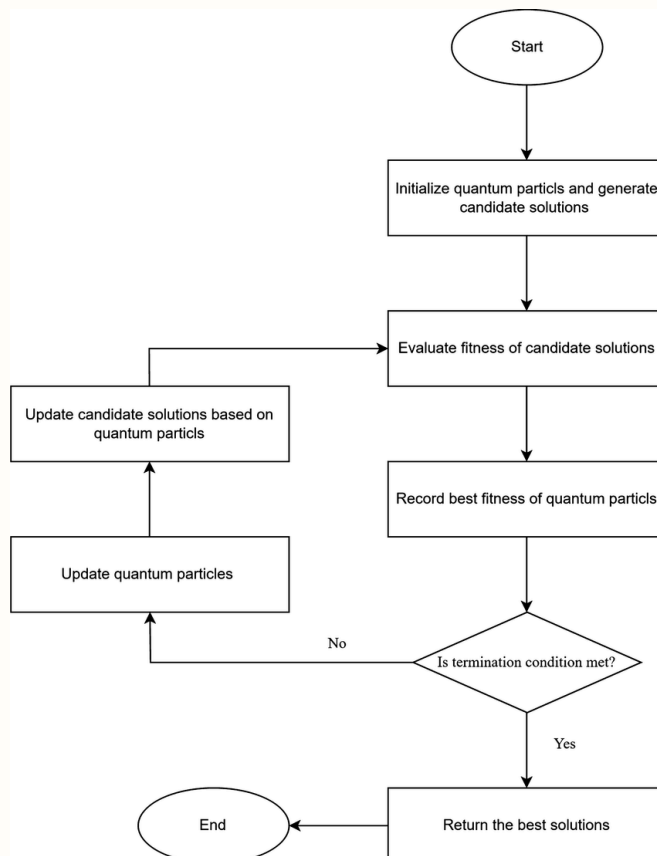 Start
Initialize quantum particls and generate
candidate solutions
Evaluate fitness of candidate solutions
Update candidate solutions based on
quantum particls
Record best fitness of quantum particls
Update quantum particles
No
Is termination condition met?
Yes
End
Return the best solutions